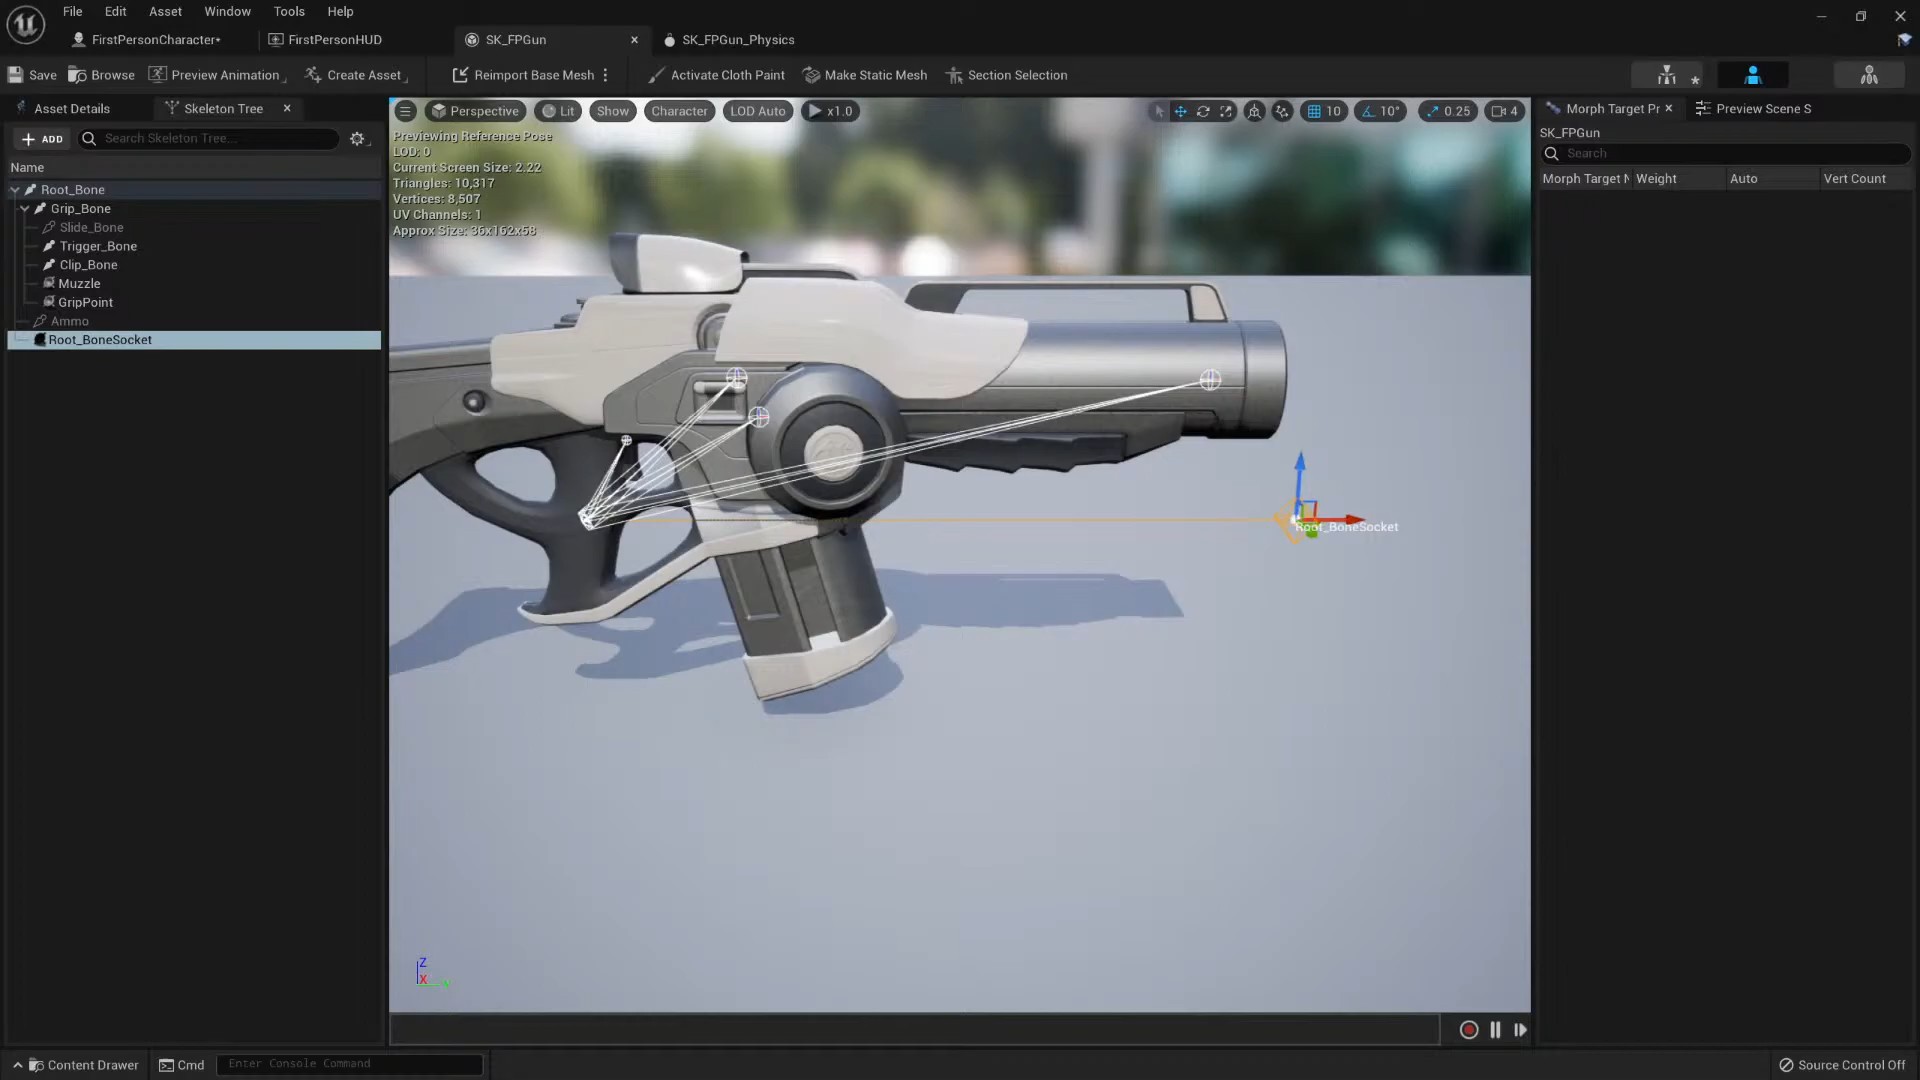 File Edit Asset Window Tools Help
FirstPersonCharacter• FirstPersonHUD SK_FPGun SK_FPGun_Physics
Save Browse Preview Animation Create Asset Reimport Base Mesh Activate Cloth Paint Make Static Mesh Section Selection
Asset Details Skeleton Tree
ADD Search Skeleton Tree...
Name
Root_Bone
Grip_Bone
Slide_Bone
Trigger_Bone
Clip_Bone
Muzzle
GripPoint
Ammo
Root_BoneSocket
Perspective Lit Show Character LOD Auto x1.0 10 10° 0.25 4
Previewing Reference Pose
LOD: 0
Current Screen Size: 2.22
Triangles: 10,317
Vertices: 8,507
UV Channels: 1
Approx Size: 36x162x58
Root_BoneSocket
Z
X
Morph Target Pr Preview Scene S
SK_FPGun
Search
Morph Target N Weight Auto Vert Count
Content Drawer Cmd Enter Console Command Source Control Off